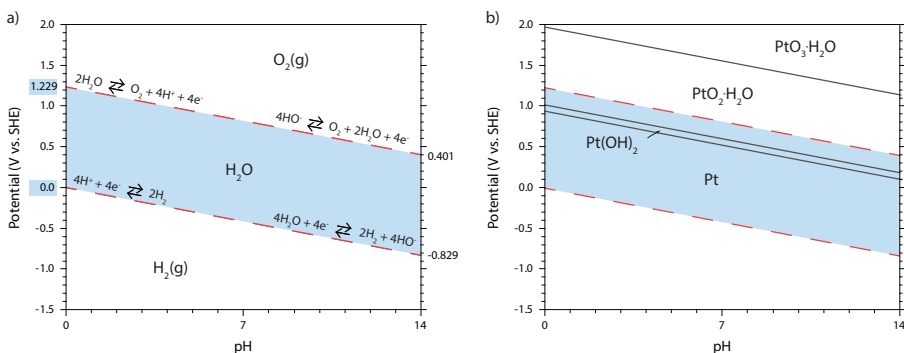 a)
Potential (V vs. SHE)
2.0
1.5
1.229
1.0
0.5
0.0
-0.5
-1.0
-1.5
O₂(g)
2H₂O ⇄ O₂ + 4H⁺ + 4e⁻
4HO⁻ ⇄ O₂ + 2H₂O + 4e⁻
0.401
H₂O
4H⁺ + 4e⁻ ⇄ 2H₂
4H₂O + 4e⁻ ⇄ 2H₂ + 4HO⁻
-0.829
H₂(g)
0 7 14
pH
b)
Potential (V vs. SHE)
2.0
1.5
1.0
0.5
0.0
-0.5
-1.0
-1.5
PtO₃·H₂O
PtO₂·H₂O
Pt(OH)₂
Pt
0 7 14
pH